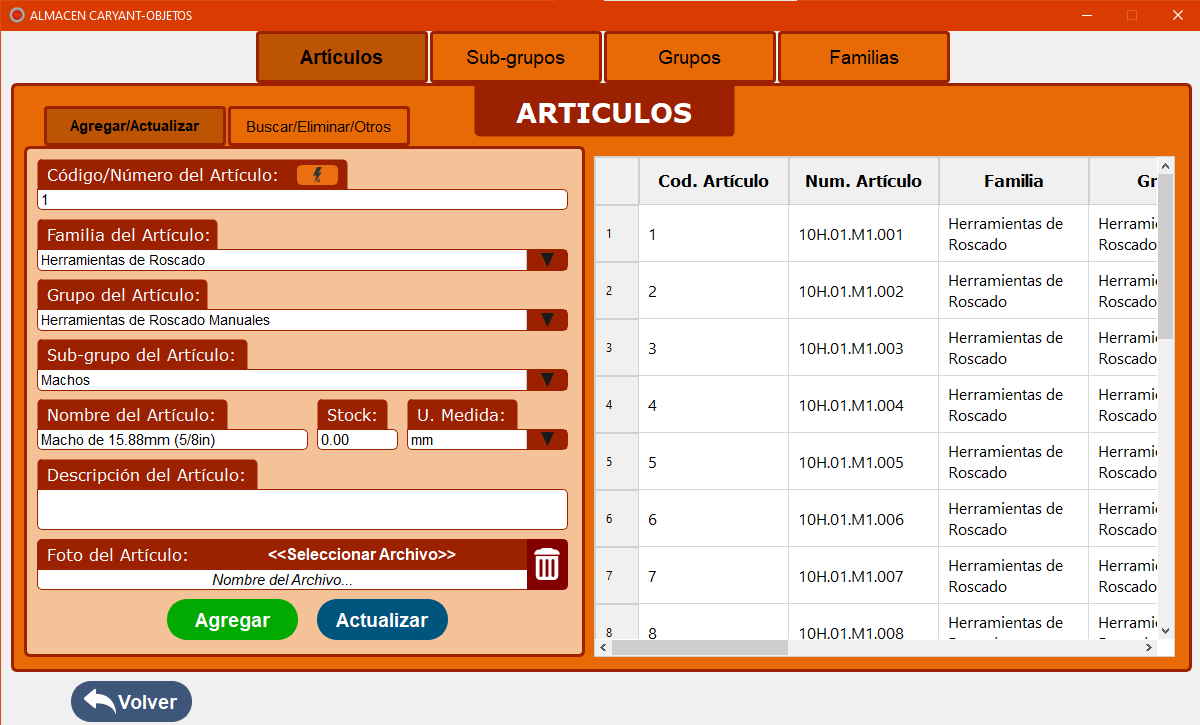 ALMACEN CARYANT-OBJETOS
Artículos Sub-grupos Grupos Familias
ARTICULOS
Agregar/Actualizar Buscar/Eliminar/Otros
Código/Número del Artículo:
1
Familia del Artículo:
Herramientas de Roscado
Grupo del Artículo:
Herramientas de Roscado Manuales
Sub-grupo del Artículo:
Machos
Nombre del Artículo: Stock: U. Medida:
Macho de 15.88mm (5/8in) 0.00 mm
Descripción del Artículo:
Foto del Artículo: <<Seleccionar Archivo>>
Nombre del Archivo...
Agregar Actualizar
Cod. Artículo Num. Artículo Familia Gr
1 1 10H.01.M1.001 Herramientas de Herrami
Roscado Roscado
2 2 10H.01.M1.002 Herramientas de Herrami
Roscado Roscado
3 3 10H.01.M1.003 Herramientas de Herrami
Roscado Roscado
4 4 10H.01.M1.004 Herramientas de Herrami
Roscado Roscado
5 5 10H.01.M1.005 Herramientas de Herrami
Roscado Roscado
6 6 10H.01.M1.006 Herramientas de Herrami
Roscado Roscado
7 7 10H.01.M1.007 Herramientas de Herrami
Roscado Roscado
8 8 10H.01.M1.008 Herramientas de Herrami
Volver